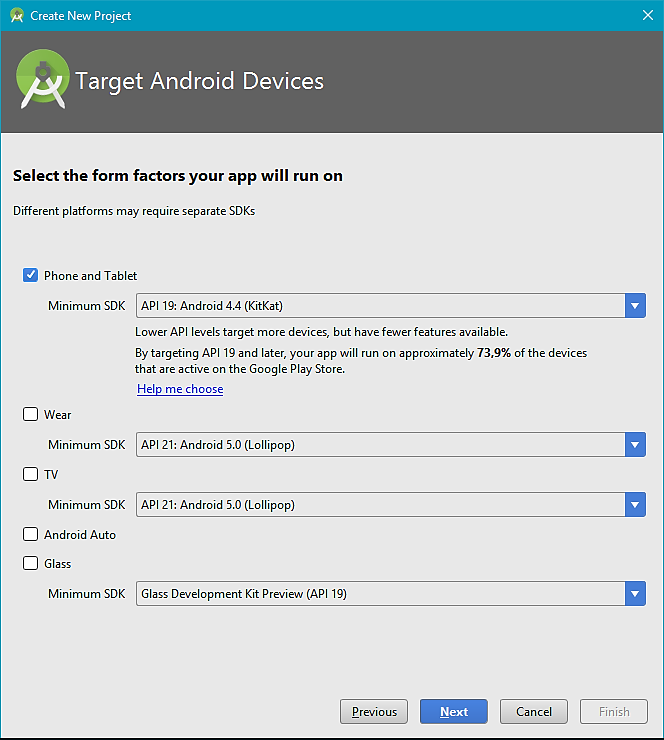 Create New Project
Target Android Devices
Select the form factors your app will run on
Different platforms may require separate SDKs
Phone and Tablet
Minimum SDK API 19: Android 4.4 (KitKat)
Lower API levels target more devices, but have fewer features available.
By targeting API 19 and later, your app will run on approximately 73,9% of the devices
that are active on the Google Play Store.
Help me choose
Wear
Minimum SDK API 21: Android 5.0 (Lollipop)
TV
Minimum SDK API 21: Android 5.0 (Lollipop)
Android Auto
Glass
Minimum SDK Glass Development Kit Preview (API 19)
Previous Next Cancel Finish